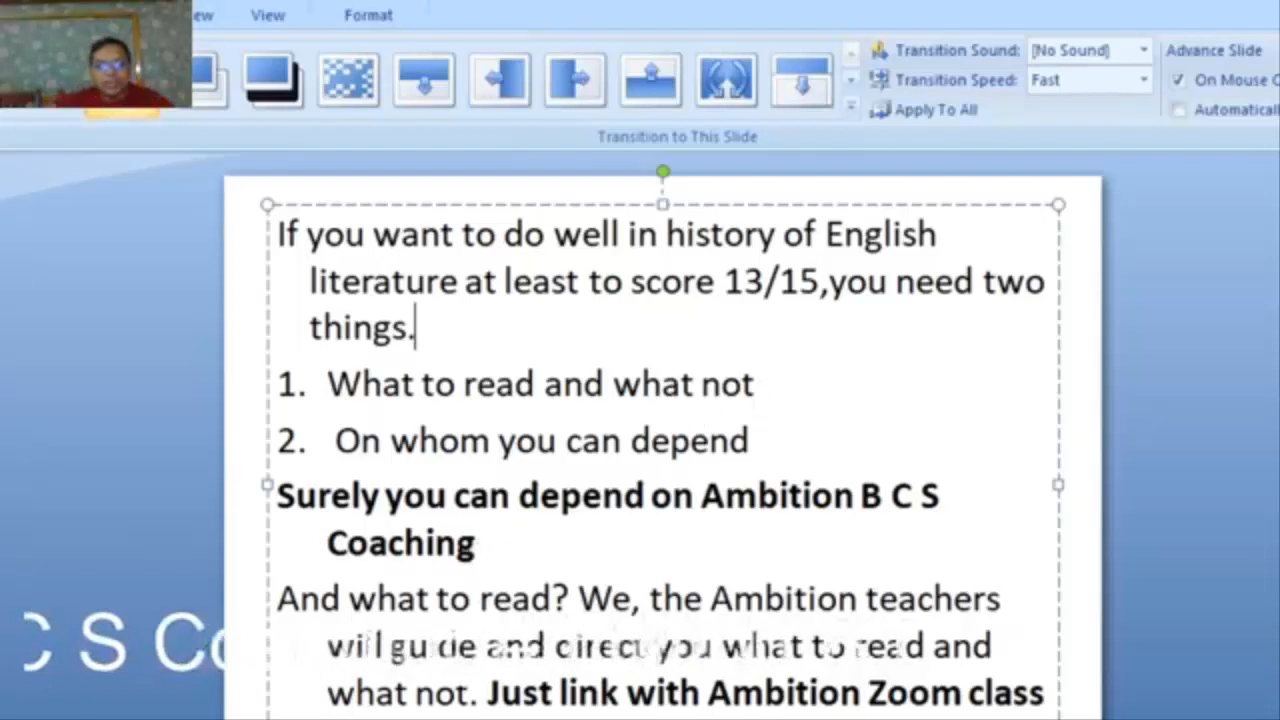 ew View Format
Transition Sound: [No Sound] Advance Slide
Transition Speed: Fast On Mouse C
Apply To All Automaticall
Transition to This Slide
If you want to do well in history of English
literature at least to score 13/15,you need two
things.
1. What to read and what not
2. On whom you can depend
Surely you can depend on Ambition B C S
Coaching
And what to read? We, the Ambition teachers
will guide and direct you what to read and
what not. Just link with Ambition Zoom class
C S Co